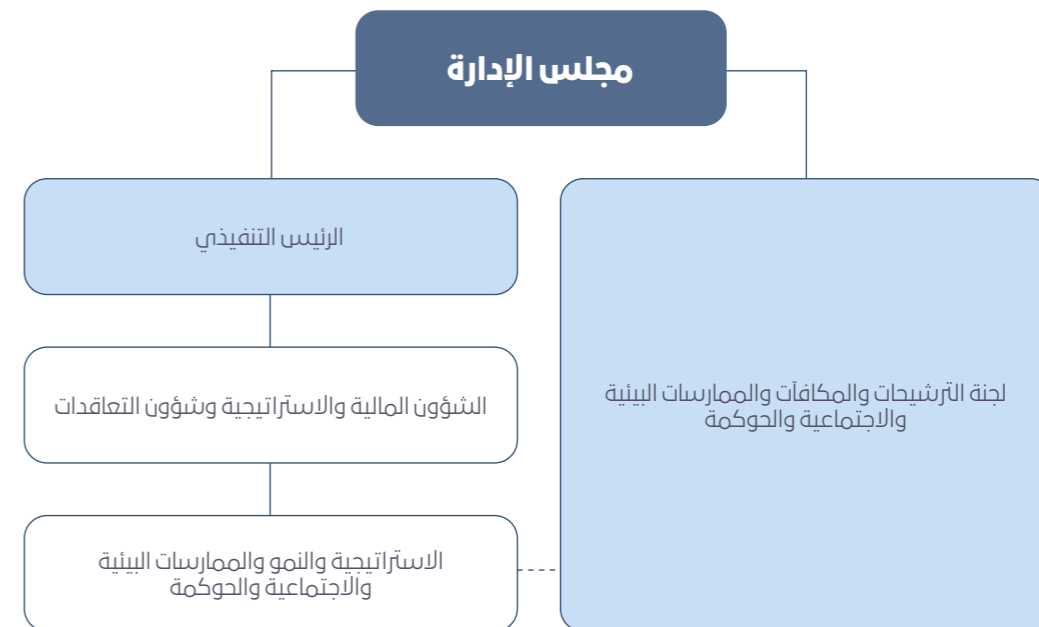 مجلس الإدارة
الرئيس التنفيذي
لجنة الترشيحات والمكافآت والممارسات البيئية
والاجتماعية والحوكمة
الشؤون المالية والاستراتيجية وشؤون التعاقدات
الاستراتيجية والنمو والممارسات البيئية
والاجتماعية والحوكمة